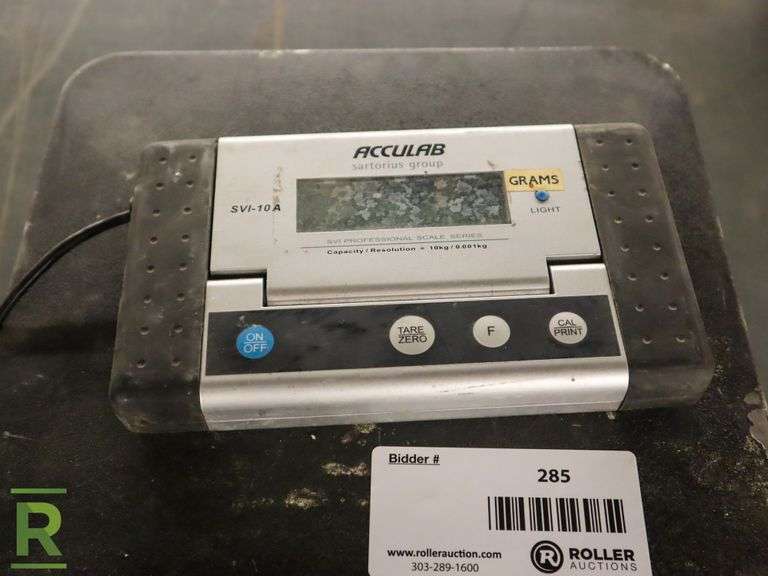 ACCULAB
sartorius group
GRAMS
SVI-10A
LIGHT
SVI PROFESSIONAL SCALE SERIES
Capacity / Resolution = 10kg / 0.001kg
ON
OFF
TARE
ZERO
F
CAL
PRINT
Bidder #
285
www.rollerauction.com
303-289-1600
R
ROLLER
AUCTIONS
R